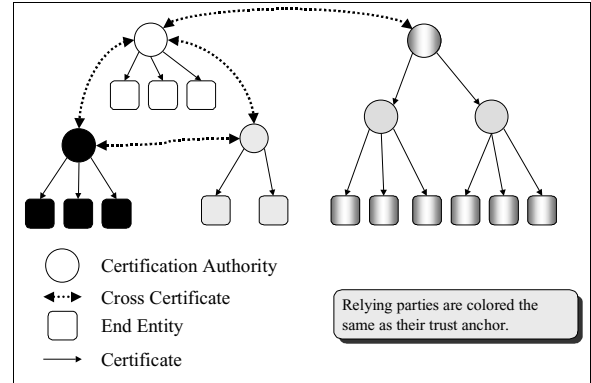 Certification Authority
Cross Certificate
End Entity
Certificate
Relying parties are colored the
same as their trust anchor.